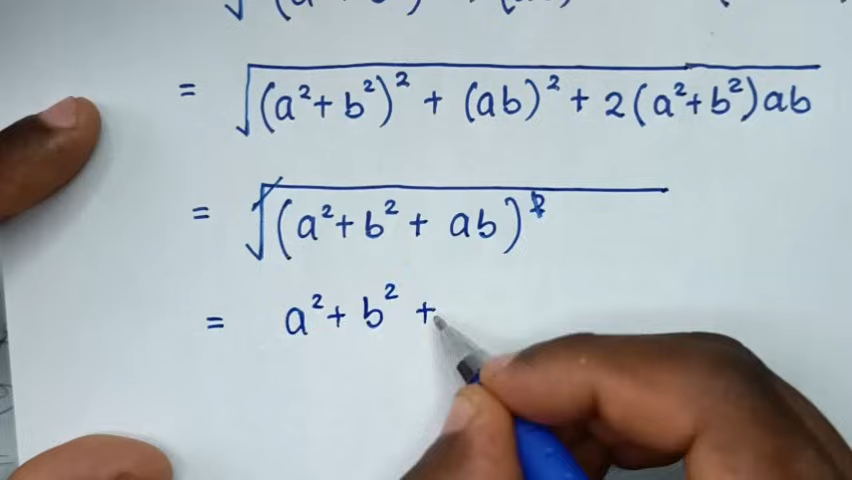 = √(a² + b²)² + (ab)² + 2(a² + b²)ab
= √(a² + b² + ab)²
= a² + b² +